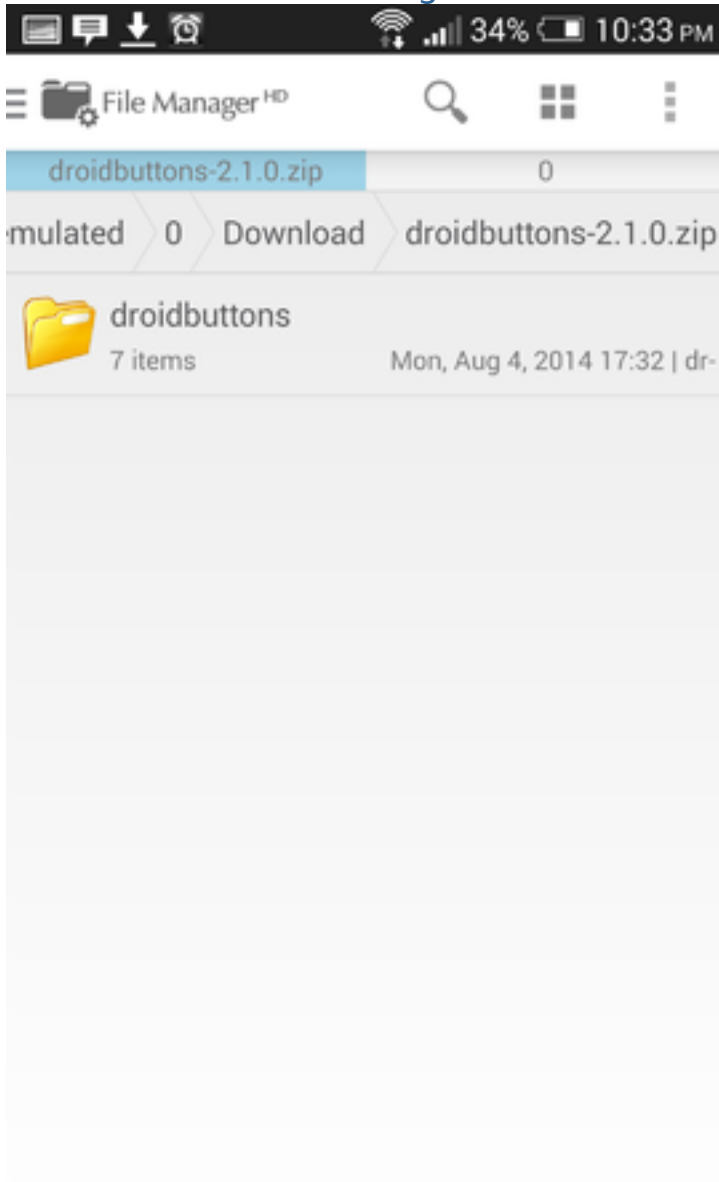 34% 10:33 PM
File Manager HD
droidbuttons-2.1.0.zip 0
emulated 0 Download droidbuttons-2.1.0.zip
droidbuttons
7 items Mon, Aug 4, 2014 17:32 | dr-